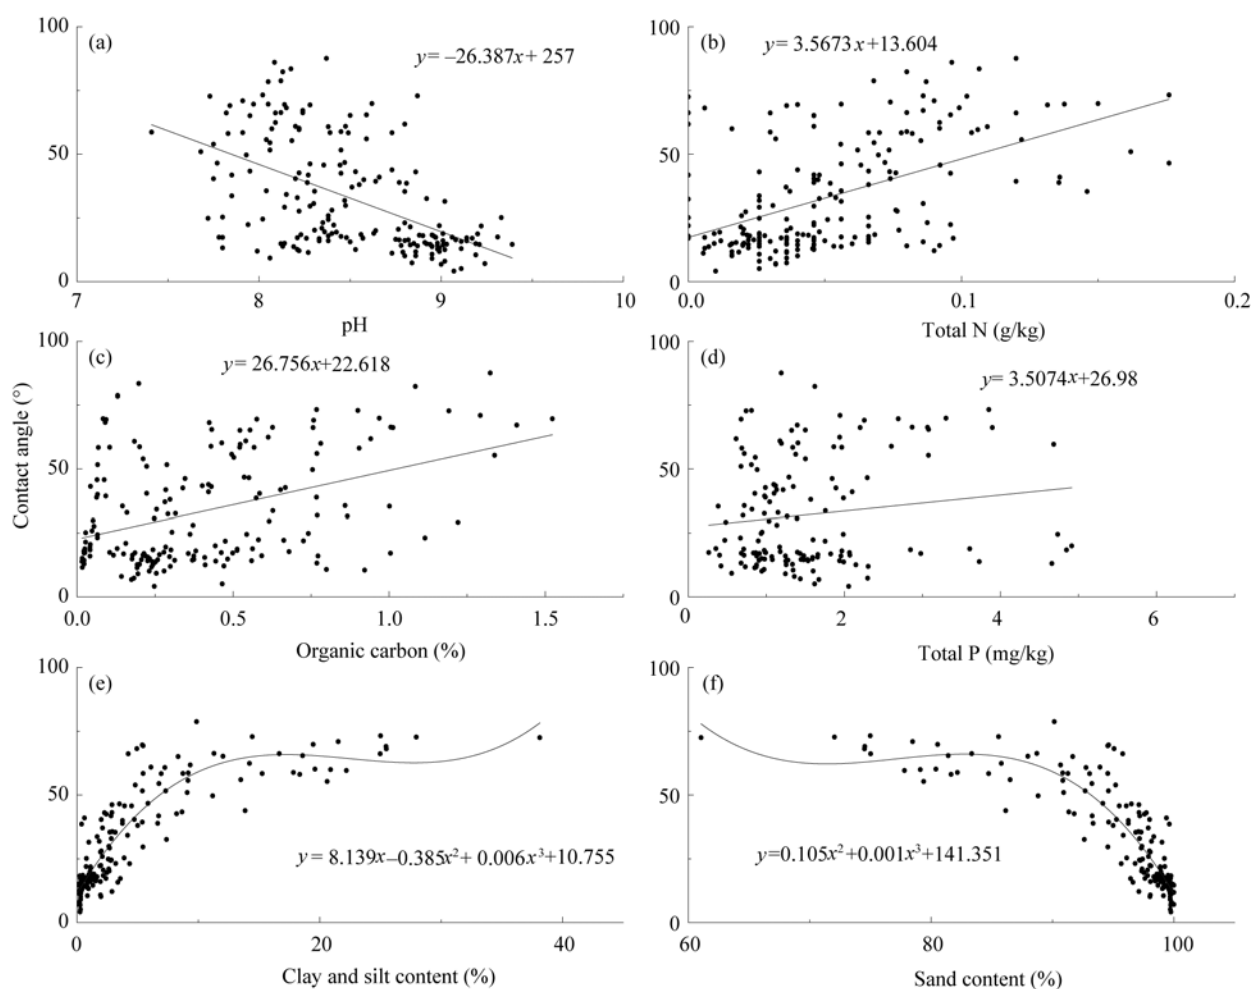 100
50
0
(a)
y= –26.387x+ 257
7
8
9
10
pH
100
50
0
(b)
y= 3.5673x+13.604
0.0
0.1
0.2
Total N (g/kg)
Contact angle (°)
100
50
0
(c)
y= 26.756x+22.618
0.0
0.5
1.0
1.5
Organic carbon (%)
100
50
0
(d)
y= 3.5074x+26.98
0
2
4
6
Total P (mg/kg)
100
50
0
(e)
y= 8.139x–0.385x²+ 0.006x³+10.755
0
20
40
Clay and silt content (%)
100
50
0
(f)
y=0.105x²+0.001x³+141.351
60
80
100
Sand content (%)